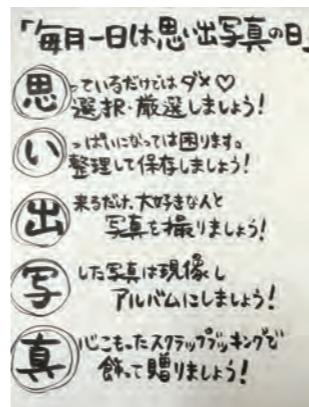 「毎月一日は思い出写真の日」
思 っているだけではダメ♡
選択・厳選しましょう！
い っぱいになっては困ります。
整理して保存しましょう！
出 来るだけ、大好きな人と
写真を撮りましょう！
写 した写真は現像し
アルバムにしましょう！
真 心こもったスクラップブッキングで
飾って贈りましょう！